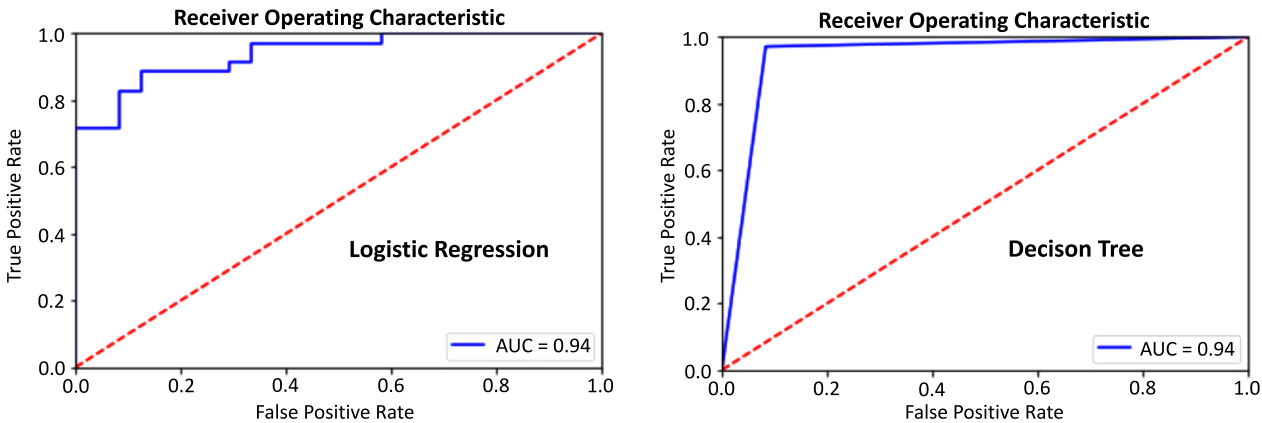 Receiver Operating Characteristic
1.0
0.8
0.6
0.4
0.2
0.0
True Positive Rate
Logistic Regression
AUC = 0.94
0.0 0.2 0.4 0.6 0.8 1.0
False Positive Rate
Receiver Operating Characteristic
1.0
0.8
0.6
0.4
0.2
0.0
True Positive Rate
Decison Tree
AUC = 0.94
0.0 0.2 0.4 0.6 0.8 1.0
False Positive Rate